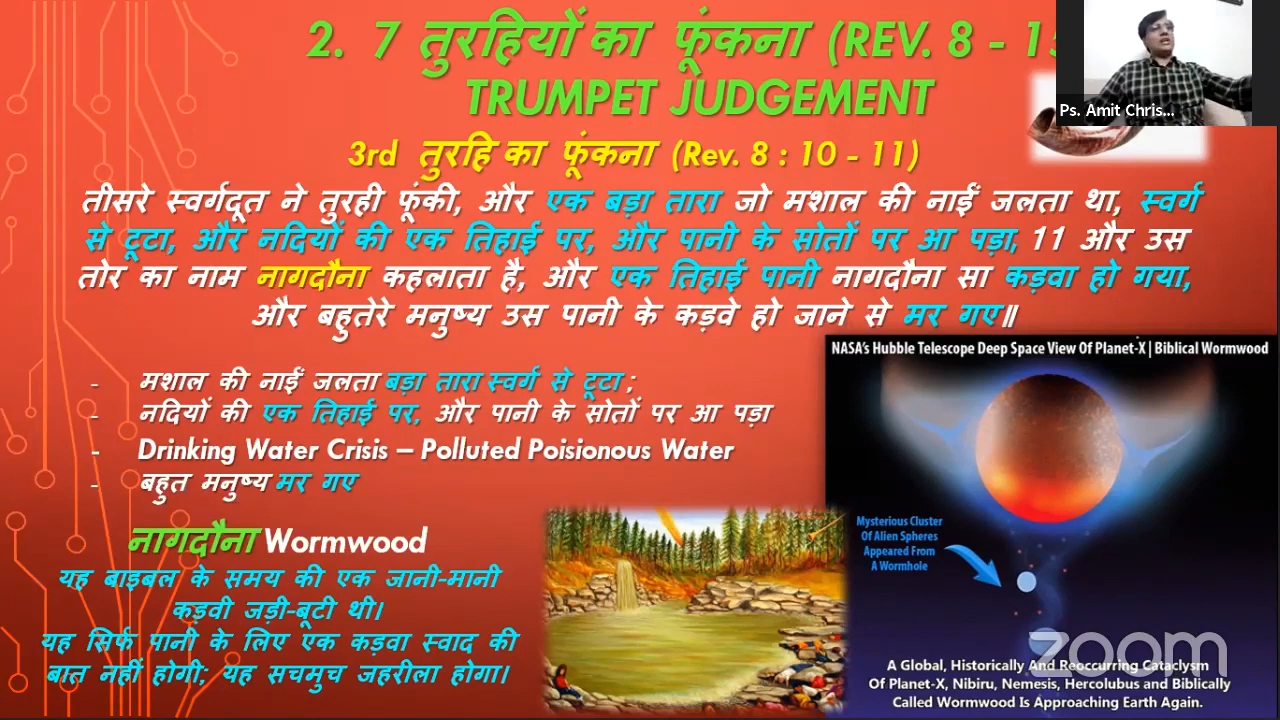 2. 7 तुरहियों का फूंकना (REV. 8 - 15
TRUMPET JUDGEMENT
Ps. Amit Chris...
3rd तुरहि का फूंकना (Rev. 8 : 10 - 11)
तीसरे स्वर्गदूत ने तुरही फूंकी, और एक बड़ा तारा जो मशाल की नाईं जलता था, स्वर्ग
से टूटा, और नदियों की एक तिहाई पर, और पानी के सोतों पर आ पड़ा, 11 और उस
तोर का नाम नागदौना कहलाता है, और एक तिहाई पानी नागदौना सा कड़वा हो गया,
और बहुतेरे मनुष्य उस पानी के कड़वे हो जाने से मर गए॥
- मशाल की नाईं जलता बड़ा तारा स्वर्ग से टूटा ;
- नदियों की एक तिहाई पर, और पानी के सोतों पर आ पड़ा
- Drinking Water Crisis – Polluted Poisionous Water
- बहुत मनुष्य मर गए
नागदौना Wormwood
यह बाइबल के समय की एक जानी-मानी
कड़वी जड़ी-बूटी थी।
यह सिर्फ पानी के लिए एक कड़वा स्वाद की
बात नहीं होगी; यह सचमुच जहरीला होगा।
NASA's Hubble Telescope Deep Space View Of Planet-X | Biblical Wormwood
Mysterious Cluster
Of Alien Spheres
Appeared From
A Wormhole
zoom
A Global, Historically And Reoccurring Cataclysm
Of Planet-X, Nibiru, Nemesis, Hercolubus and Biblically
Called Wormwood Is Approaching Earth Again.